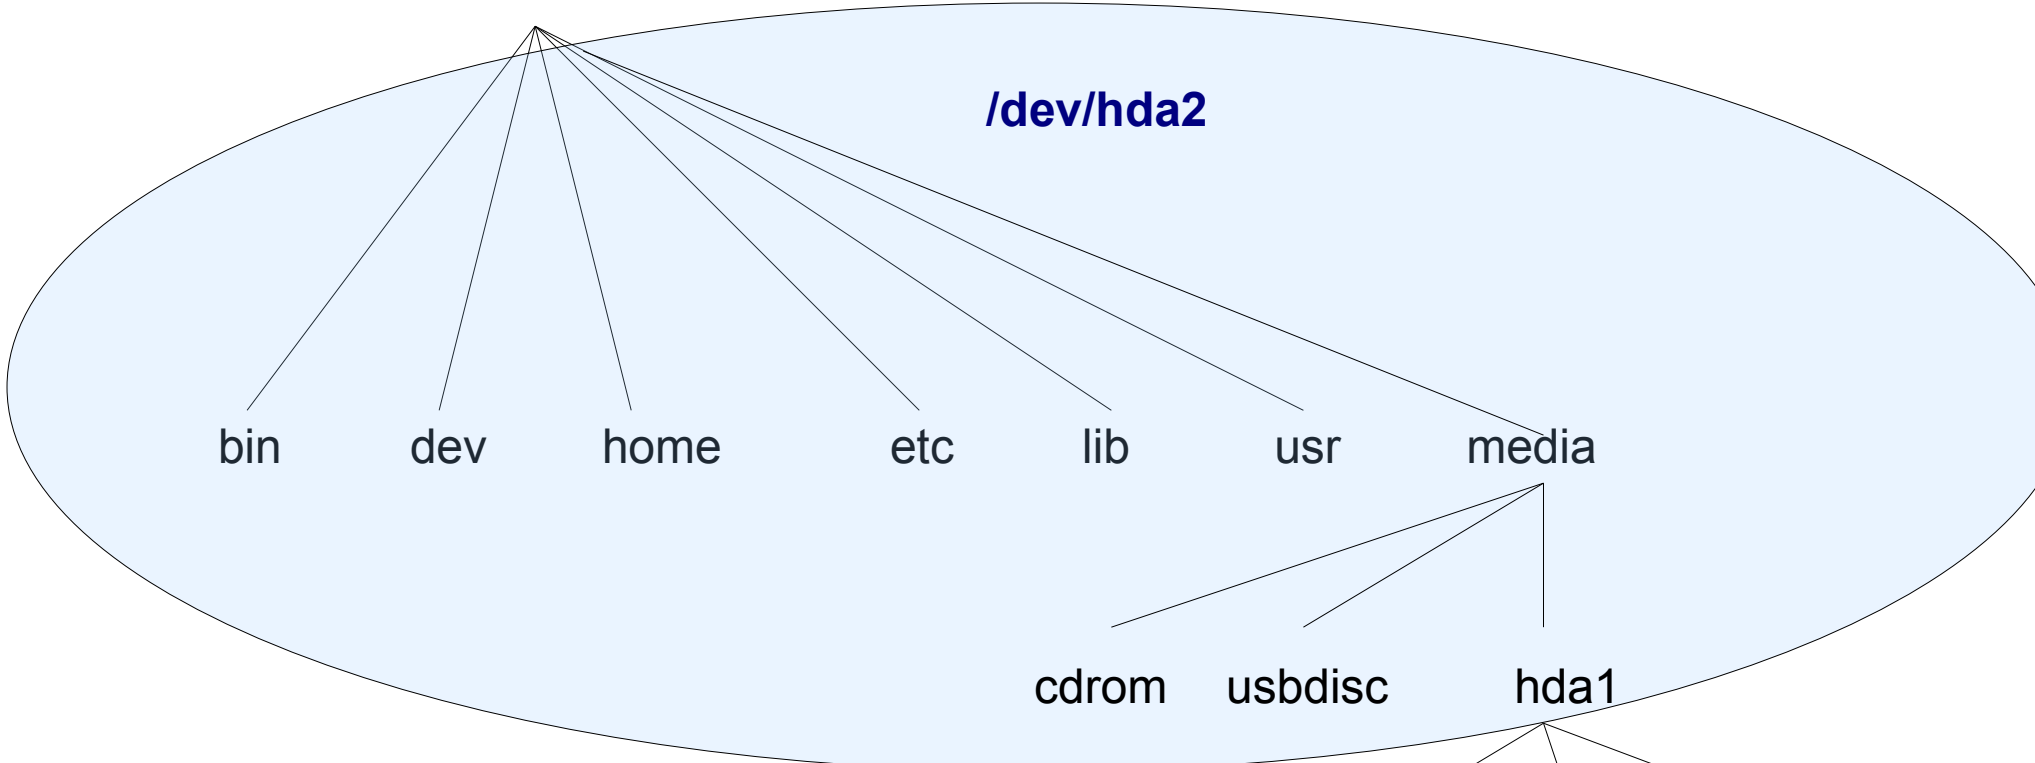 /dev/hda2
bin dev home etc lib usr media
cdrom usbdisc hda1